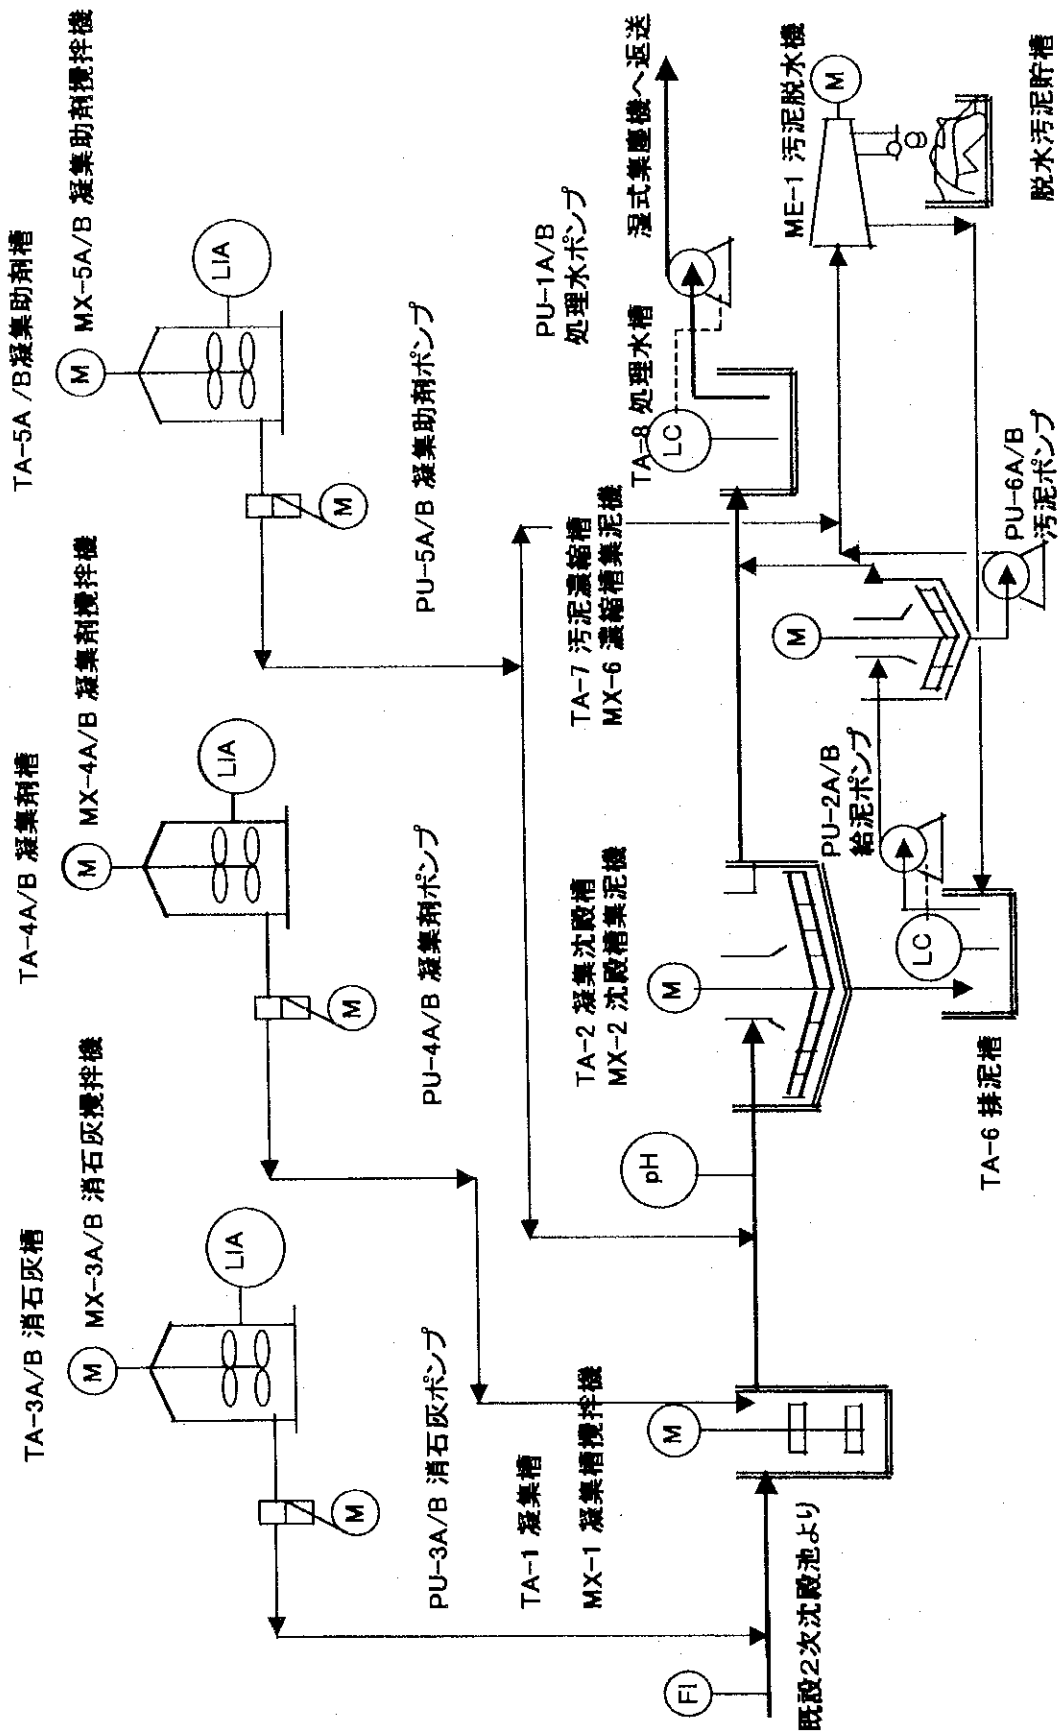 TA-3A/B 消石灰槽
MX-3A/B 消石灰攪拌機
M
LIA
M
PU-3A/B 消石灰ポンプ
TA-4A/B 凝集剤槽
MX-4A/B 凝集剤攪拌機
M
LIA
M
PU-4A/B 凝集剤ポンプ
TA-5A /B凝集助剤槽
MX-5A/B 凝集助剤攪拌機
M
LIA
M
PU-5A/B 凝集助剤ポンプ
TA-1 凝集槽
MX-1 凝集槽攪拌機
M
FI
既設2次沈殿池より
pH
TA-2 凝集沈殿槽
MX-2 沈殿槽集泥機
M
TA-6 排泥槽
LC
PU-2A/B
給泥ポンプ
TA-7 汚泥濃縮槽
MX-6 濃縮槽集泥機
M
PU-6A/B
汚泥ポンプ
TA-8 処理水槽
LC
PU-1A/B
処理水ポンプ
湿式集塵機へ返送
ME-1 汚泥脱水機
M
脱水汚泥貯槽